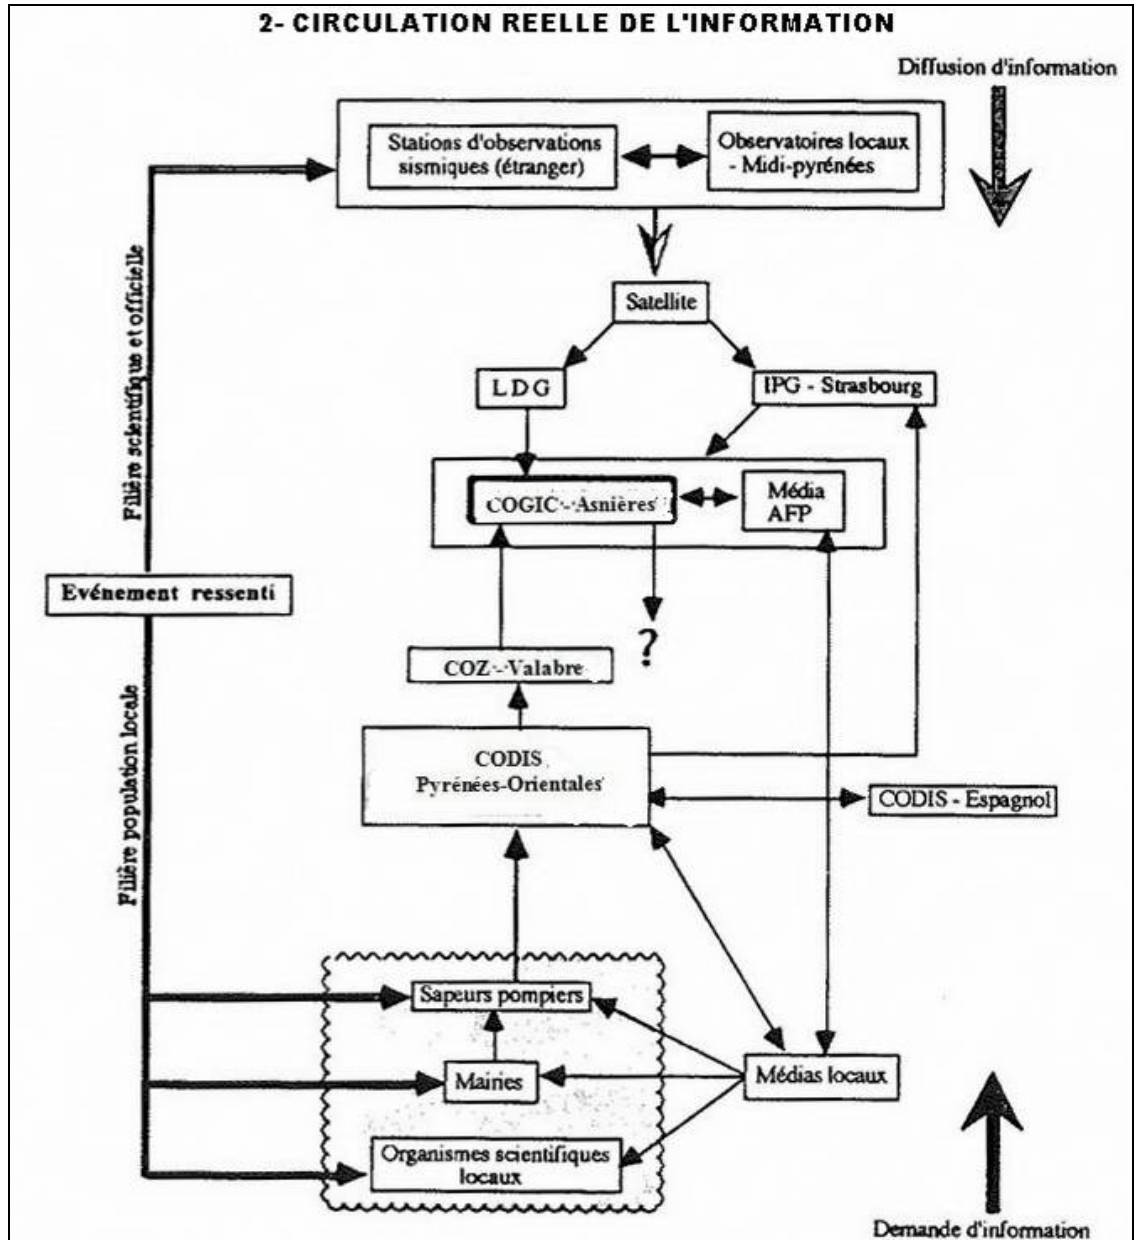 2- CIRCULATION REELLE DE L'INFORMATION
Diffusion d'information
Stations d'observations
sismiques (étranger)
Observatoires locaux
- Midi-pyrénées
Satellite
Filière scientifique et officielle
LDG
IPG - Strasbourg
COGIC - Asnières
Média
AFP
Evénement ressenti
?
COZ - Valabre
Filière population locale
CODIS
Pyrénées-Orientales
CODIS - Espagnol
Sapeurs pompiers
Mairies
Médias locaux
Organismes scientifiques
locaux
Demande d'information